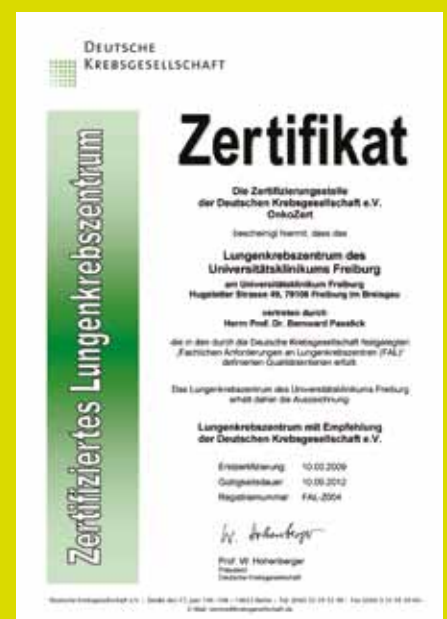 DEUTSCHE
KREBSGESELLSCHAFT
Zertifiziertes Lungenkrebszentrum
Zertifikat
Die Zertifizierungsstelle
der Deutschen Krebsgesellschaft e.V.
OnkoZert
bescheinigt hiermit, dass das
Lungenkrebszentrum des
Universitätsklinikums Freiburg
am Universitätsklinikum Freiburg
Hugstetter Strasse 49, 79106 Freiburg im Breisgau
vertreten durch
Herrn Prof. Dr. Bernward Passlick
die in den durch die Deutsche Krebsgesellschaft festgelegten
„Fachlichen Anforderungen an Lungenkrebszentren (FAL)“
definierten Qualitätskriterien erfüllt.
Das Lungenkrebszentrum des Universitätsklinikums Freiburg
erhält daher die Auszeichnung
Lungenkrebszentrum mit Empfehlung
der Deutschen Krebsgesellschaft e.V.
Erstzertifizierung: 10.03.2009
Gültigkeitsdauer: 10.09.2012
Registriernummer: FAL-Z004
W. Hohenberger
Prof. W. Hohenberger
Präsident
Deutsche Krebsgesellschaft